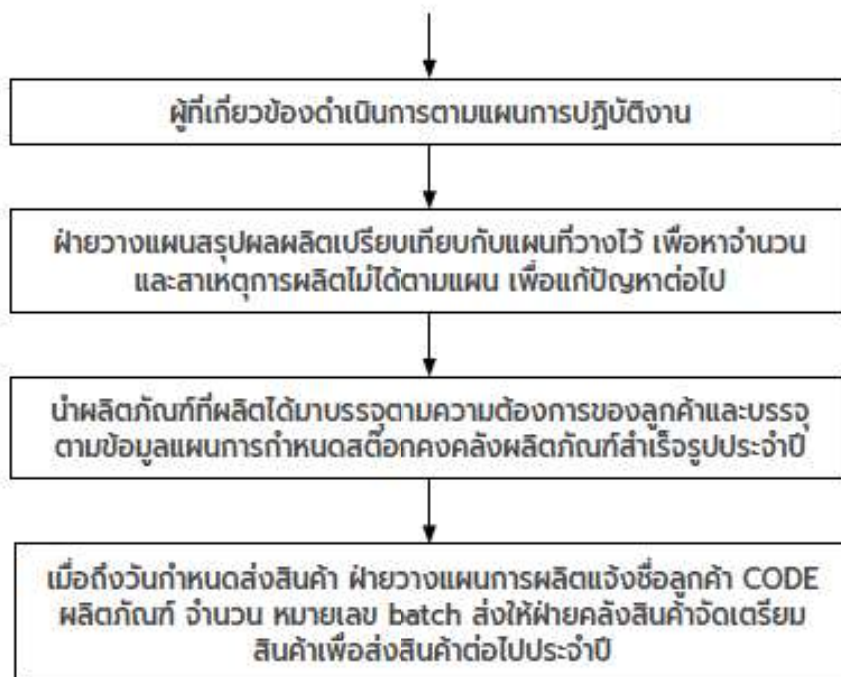 ผู้ที่เกี่ยวข้องดำเนินการตามแผนการปฏิบัติงาน
ฝ่ายวางแผนสรุปผลผลิตเปรียบเทียบกับแผนที่วางไว้ เพื่อหาจำนวน
และสาเหตุการผลิตไม่ได้ตามแผน เพื่อแก้ปัญหาต่อไป
นำผลิตภัณฑ์ที่ผลิตได้มาบรรจุตามความต้องการของลูกค้าและบรรจุ
ตามข้อมูลแผนการกำหนดสต๊อกคงคลังผลิตภัณฑ์สำเร็จรูปประจำปี
เมื่อถึงวันกำหนดส่งสินค้า ฝ่ายวางแผนการผลิตแจ้งชื่อลูกค้า CODE
ผลิตภัณฑ์ จำนวน หมายเลข batch ส่งให้ฝ่ายคลังสินค้าจัดเตรียม
สินค้าเพื่อส่งสินค้าต่อไปประจำปี